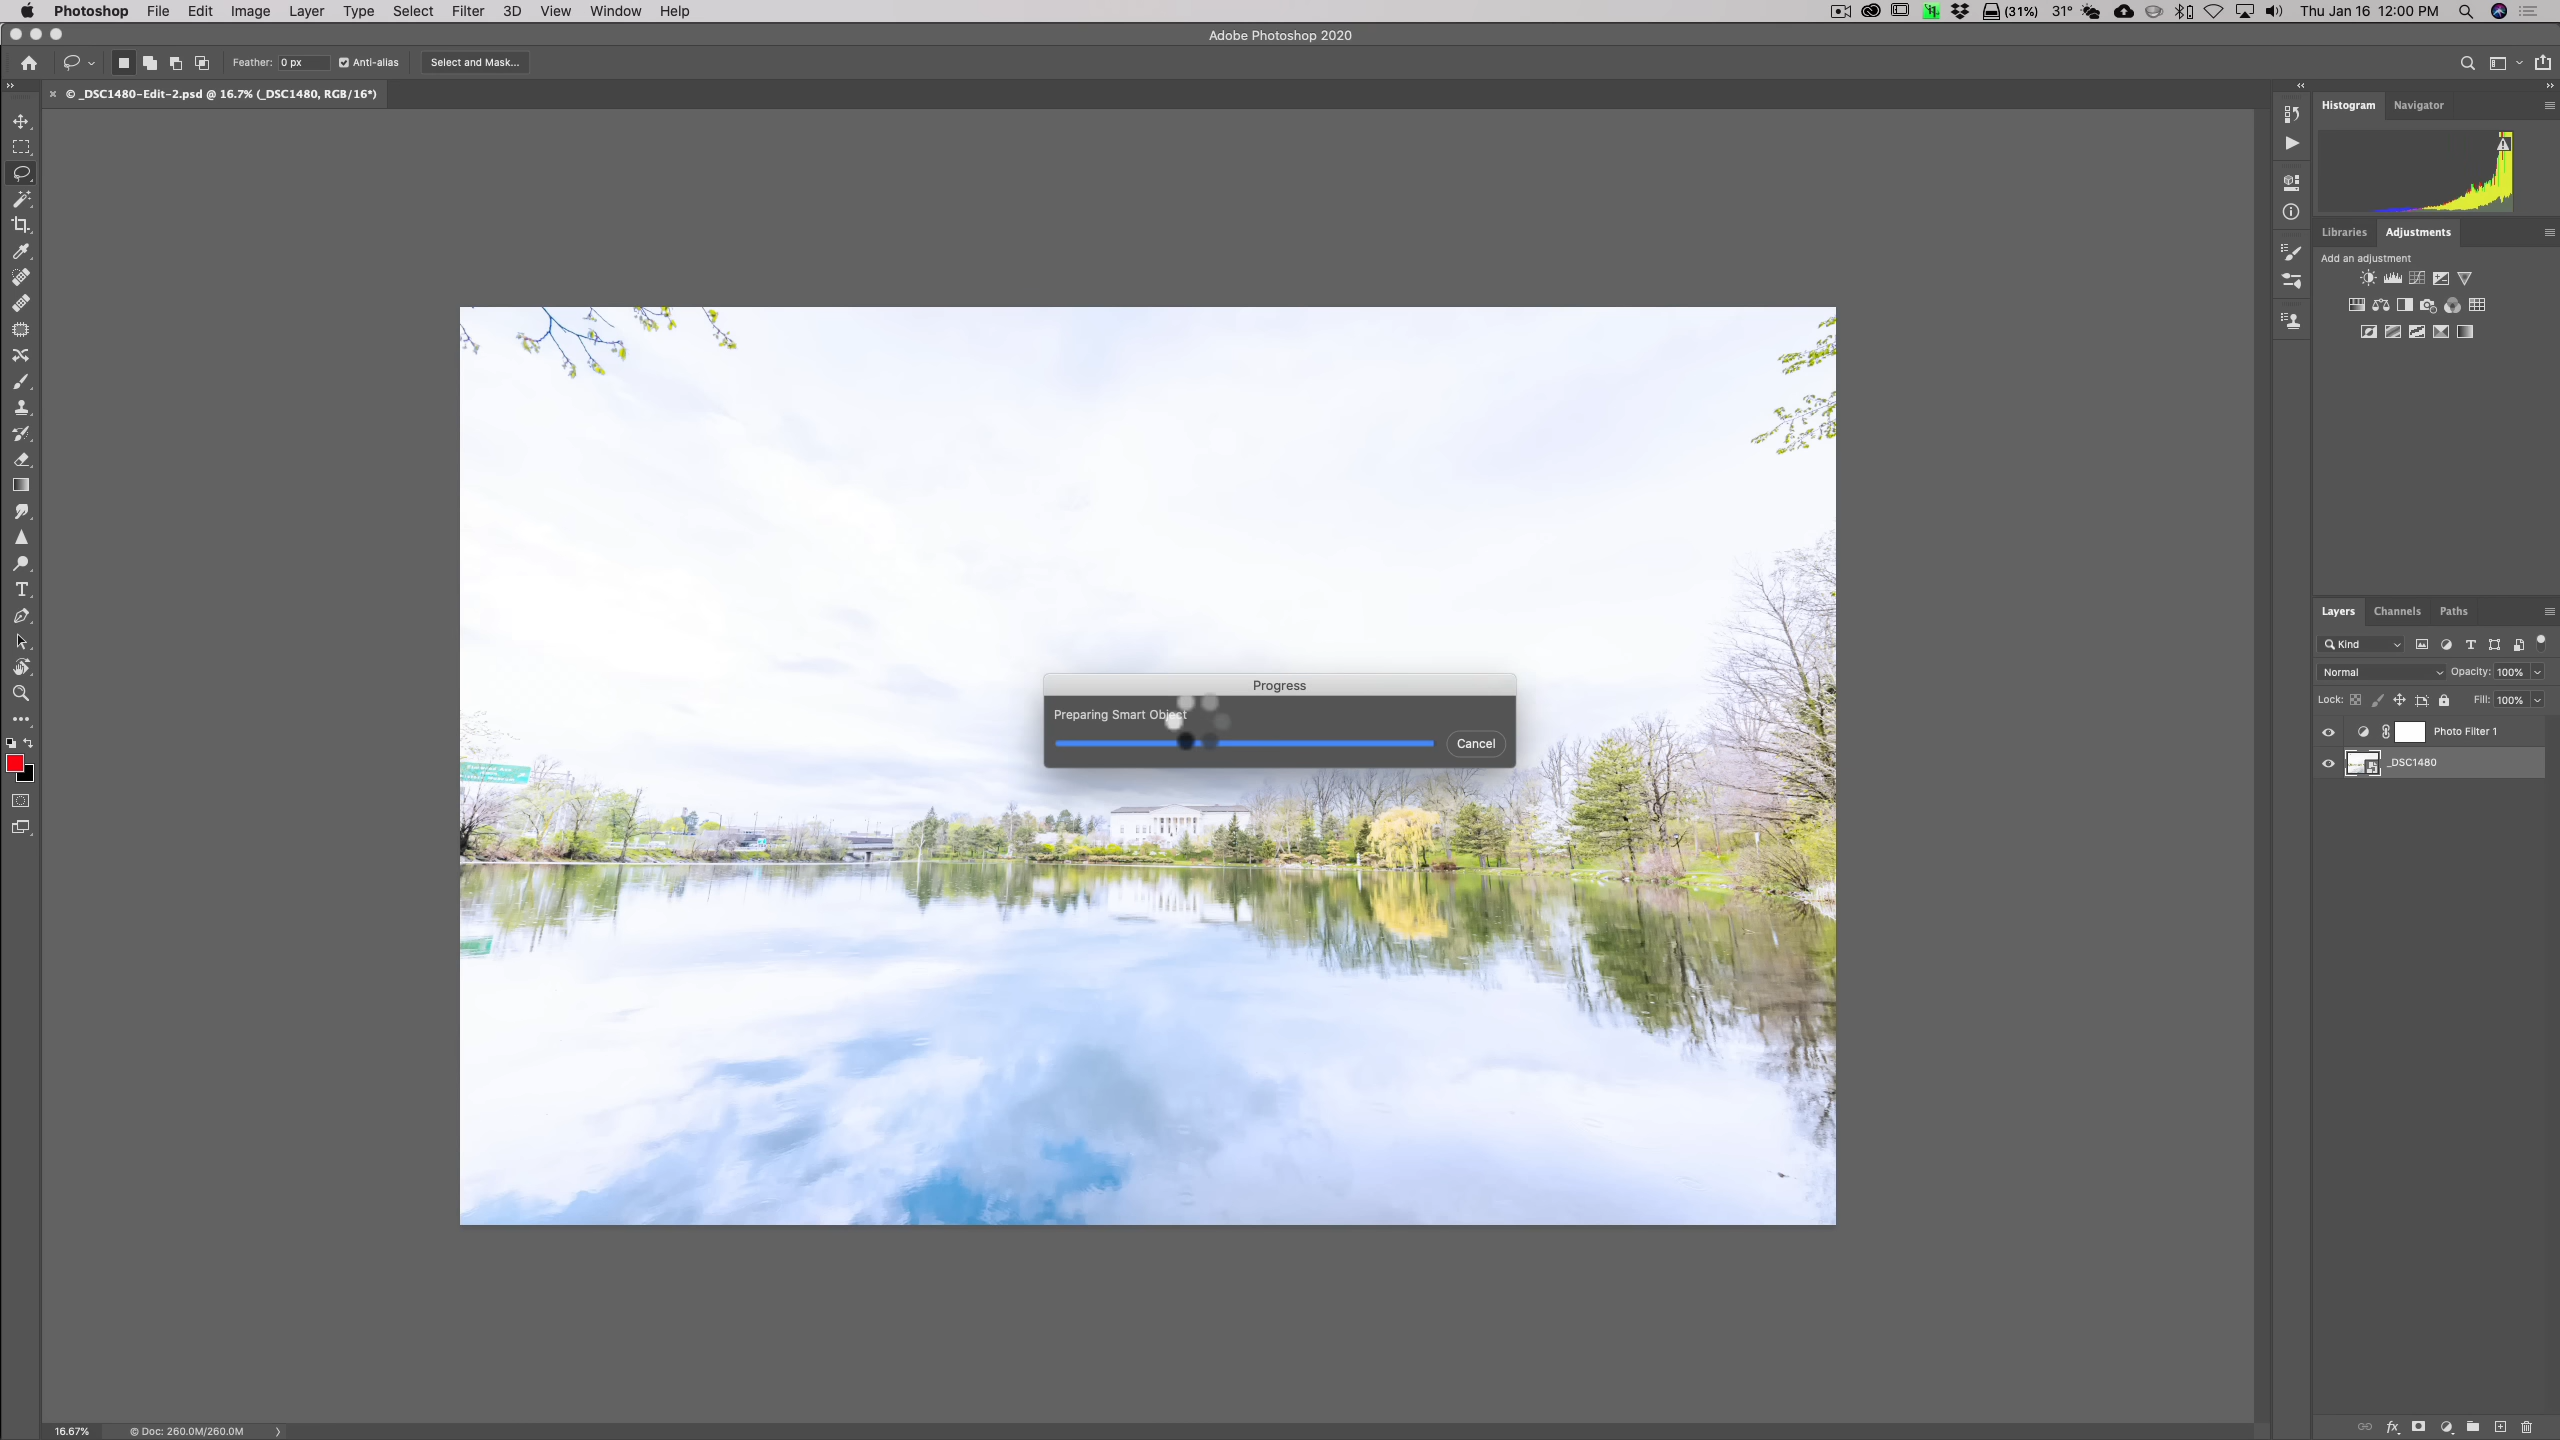 Photoshop File Edit Image Layer Type Select Filter 3D View Window Help (31%) 31° Thu Jan 16 12:00 PM
Adobe Photoshop 2020
Feather: 0 px Anti-alias Select and Mask...
× © _DSC1480-Edit-2.psd @ 16.7% (_DSC1480, RGB/16*)
Histogram Navigator
Libraries Adjustments
Add an adjustment
Progress
Preparing Smart Object
Cancel
Layers Channels Paths
Kind
Normal Opacity: 100%
Lock: Fill: 100%
Photo Filter 1
_DSC1480
16.67% © Doc: 260.0M/260.0M
fx